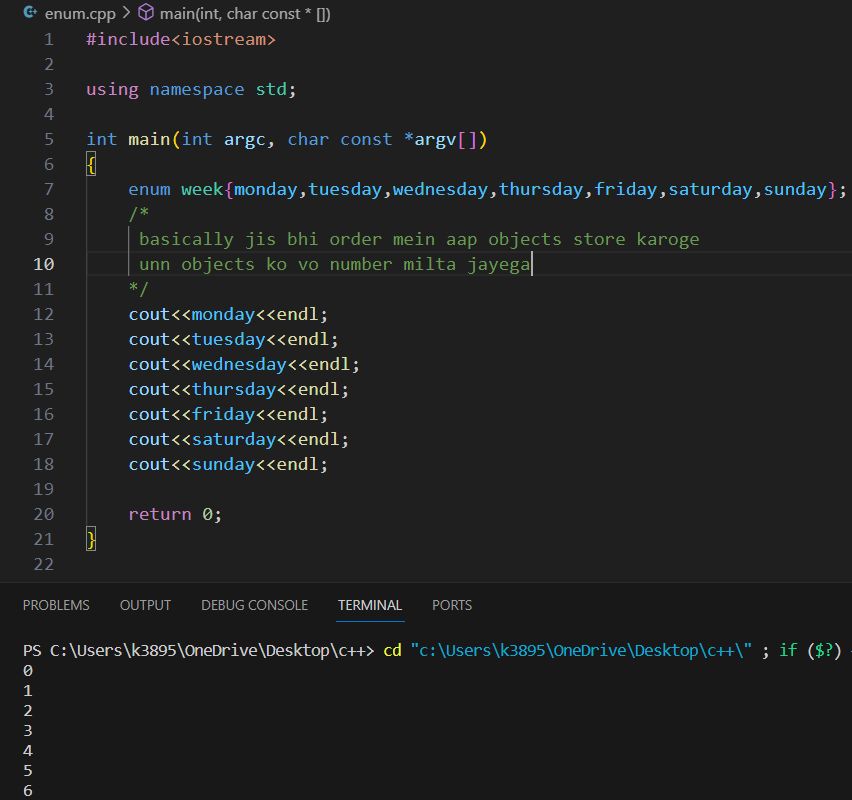 enum.cpp > main(int, char const * [])
1 #include<iostream>
2
3 using namespace std;
4
5 int main(int argc, char const *argv[])
6 {
7 enum week{monday,tuesday,wednesday,thursday,friday,saturday,sunday};
8 /*
9 basically jis bhi order mein aap objects store karoge
10 unn objects ko vo number milta jayega
11 */
12 cout<<monday<<endl;
13 cout<<tuesday<<endl;
14 cout<<wednesday<<endl;
15 cout<<thursday<<endl;
16 cout<<friday<<endl;
17 cout<<saturday<<endl;
18 cout<<sunday<<endl;
19
20 return 0;
21 }
22
PROBLEMS OUTPUT DEBUG CONSOLE TERMINAL PORTS
PS C:\Users\k3895\OneDrive\Desktop\c++> cd "c:\Users\k3895\OneDrive\Desktop\c++\" ; if ($?)
0
1
2
3
4
5
6